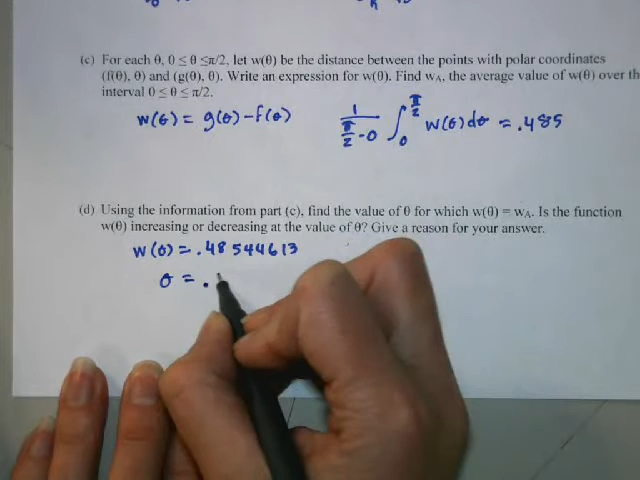 (c) For each θ, 0 ≤ θ ≤π/2, let w(θ) be the distance between the points with polar coordinates
(f(θ), θ) and (g(θ), θ). Write an expression for w(θ). Find w_A, the average value of w(θ) over th
interval 0 ≤ θ ≤ π/2.
w(θ) = g(θ) - f(θ)
1/(π/2 - 0) ∫₀^(π/2) w(θ) dθ = .485
(d) Using the information from part (c), find the value of θ for which w(θ) = w_A. Is the function
w(θ) increasing or decreasing at the value of θ? Give a reason for your answer.
w(θ) = .48544613
θ = .